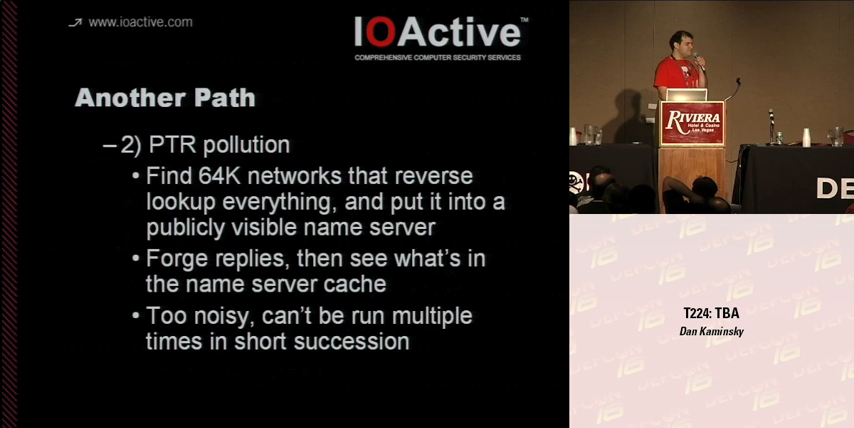 www.ioactive.com
IOActive™
COMPREHENSIVE COMPUTER SECURITY SERVICES
Another Path
– 2) PTR pollution
• Find 64K networks that reverse
lookup everything, and put it into a
publicly visible name server
• Forge replies, then see what's in
the name server cache
• Too noisy, can't be run multiple
times in short succession
RIVIERA
Hotel & Casino
Las Vegas
DE
DEFCON 16
T224: TBA
Dan Kaminsky